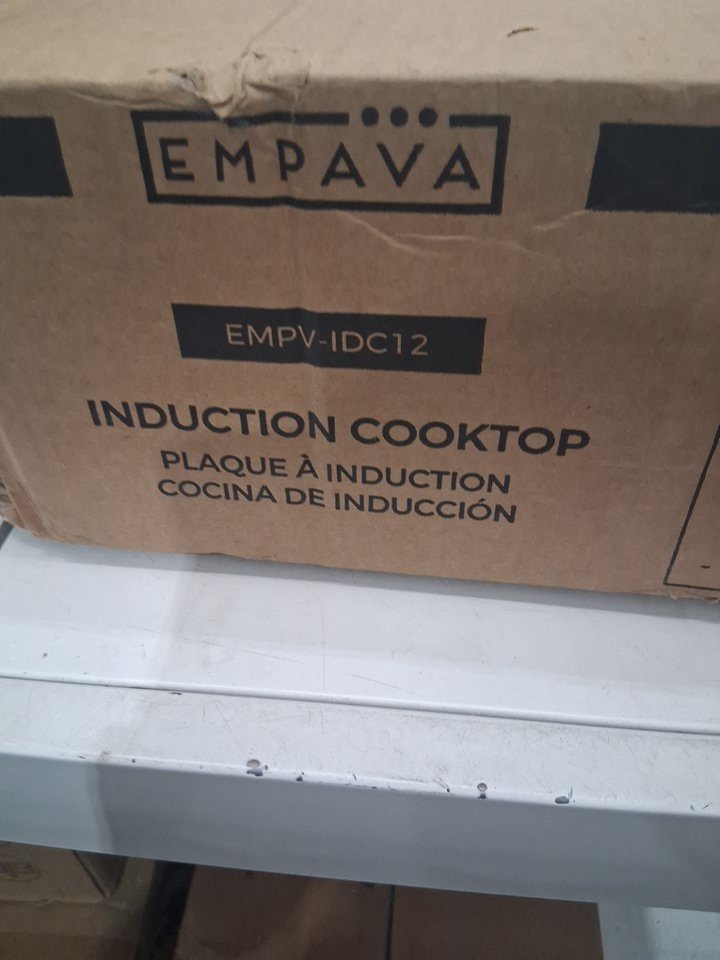 EMPAVA
EMPV-IDC12
INDUCTION COOKTOP
PLAQUE À INDUCTION
COCINA DE INDUCCIÓN